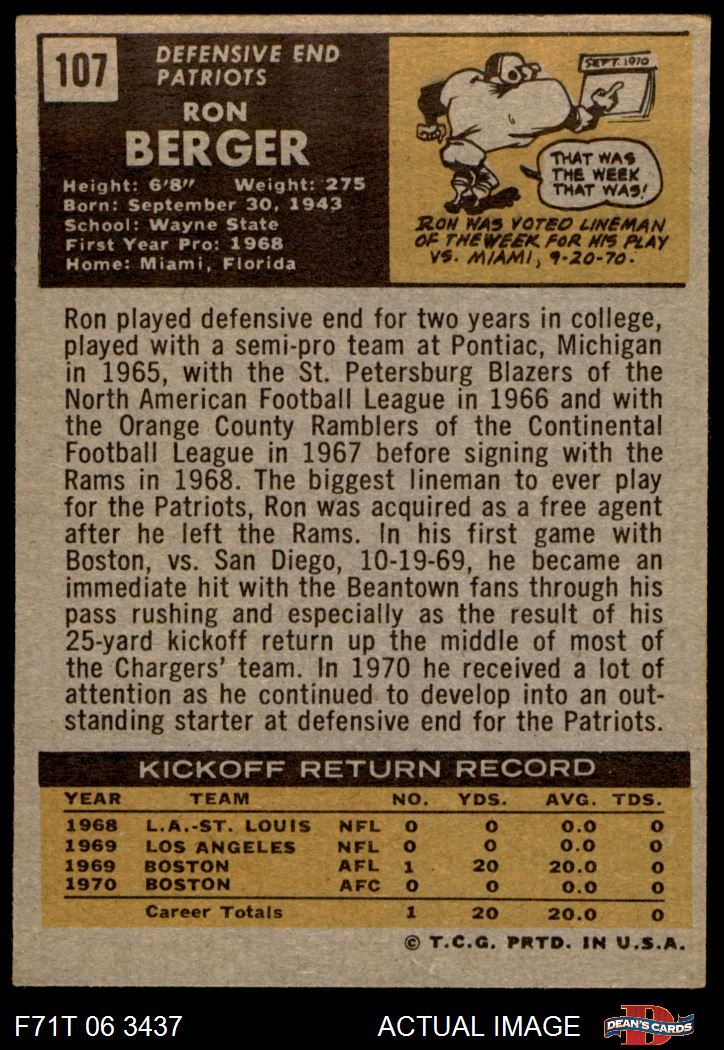 107
DEFENSIVE END
PATRIOTS
RON
BERGER
Height: 6'8" Weight: 275
Born: September 30, 1943
School: Wayne State
First Year Pro: 1968
Home: Miami, Florida
SEPT. 1970
THAT WAS
THE WEEK
THAT WAS!
RON WAS VOTED LINEMAN
OF THE WEEK FOR HIS PLAY
VS. MIAMI, 9-20-70.
Ron played defensive end for two years in college,
played with a semi-pro team at Pontiac, Michigan
in 1965, with the St. Petersburg Blazers of the
North American Football League in 1966 and with
the Orange County Ramblers of the Continental
Football League in 1967 before signing with the
Rams in 1968. The biggest lineman to ever play
for the Patriots, Ron was acquired as a free agent
after he left the Rams. In his first game with
Boston, vs. San Diego, 10-19-69, he became an
immediate hit with the Beantown fans through his
pass rushing and especially as the result of his
25-yard kickoff return up the middle of most of
the Chargers' team. In 1970 he received a lot of
attention as he continued to develop into an out-
standing starter at defensive end for the Patriots.
KICKOFF RETURN RECORD
YEAR TEAM NO. YDS. AVG. TDS.
1968 L.A.-ST. LOUIS NFL 0 0 0.0 0
1969 LOS ANGELES NFL 0 0 0.0 0
1969 BOSTON AFL 1 20 20.0 0
1970 BOSTON AFC 0 0 0.0 0
Career Totals 1 20 20.0 0
© T.C.G. PRTD. IN U.S.A.
F71T 06 3437 ACTUAL IMAGE D DEAN'S CARDS